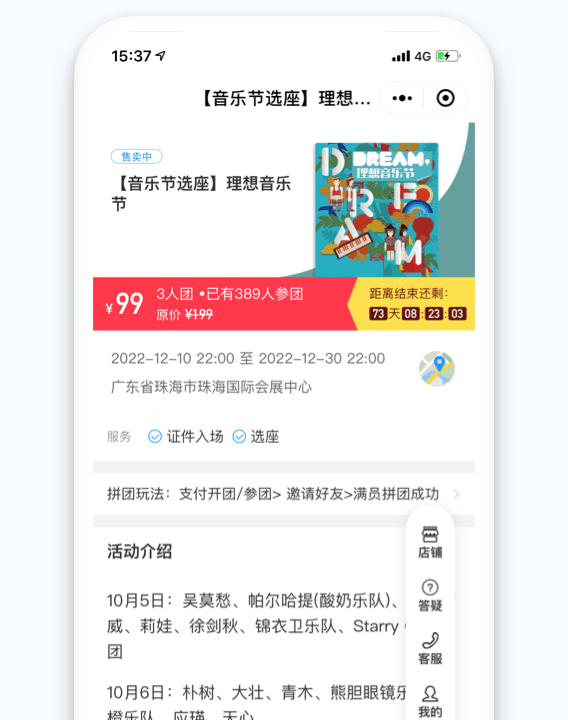 15:37
4G
【音乐节选座】理想...
售卖中
【音乐节选座】理想音乐
节
DREAM.
理想音乐节
D
R E
A
M
¥99
3人团 •已有389人参团
原价 ¥199
距离结束还剩：
73天08:23:03
2022-12-10 22:00 至 2022-12-30 22:00
广东省珠海市珠海国际会展中心
服务 证件入场 选座
拼团玩法：支付开团/参团> 邀请好友>满员拼团成功
店铺
答疑
客服
我的
活动介绍
10月5日：吴莫愁、帕尔哈提(酸奶乐队)、
威、莉娃、徐剑秋、锦衣卫乐队、Starry
团
10月6日：朴树、大壮、青木、熊胆眼镜乐
橙乐队、应瑛、天心